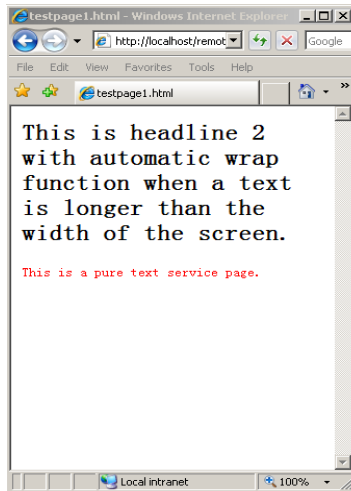 testpage1.html - Windows Internet Explorer
http://localhost/remot
Google
File Edit View Favorites Tools Help
testpage1.html
This is headline 2
with automatic wrap
function when a text
is longer than the
width of the screen.
This is a pure text service page.
Local intranet 100%